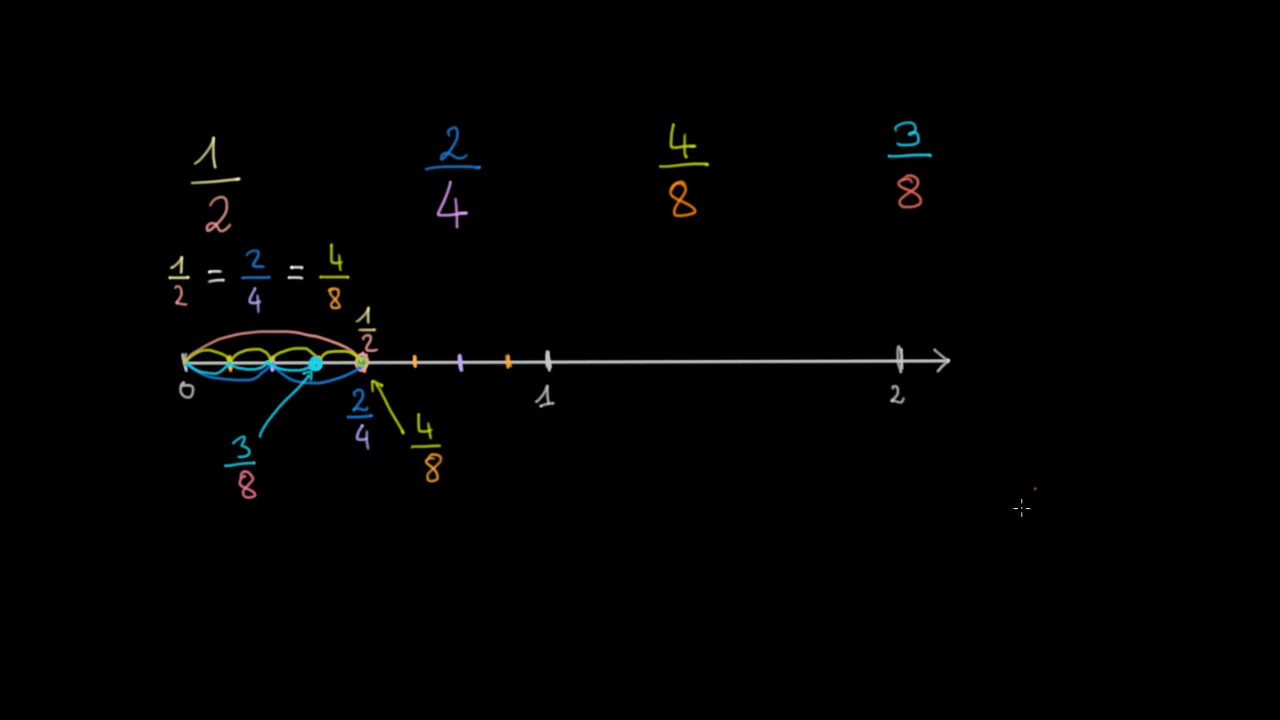 1/2 2/4 4/8 3/8
1/2 = 2/4 = 4/8
1/2
0 1 2
2/4 4/8
3/8